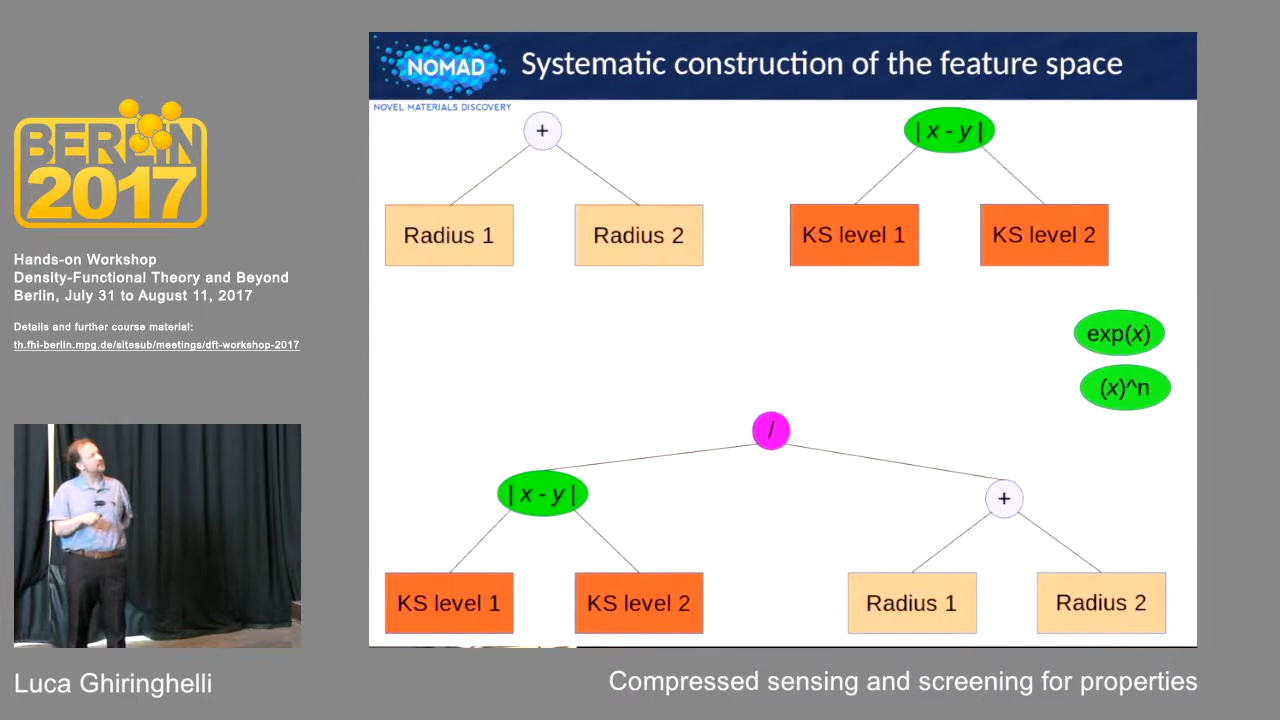 BERLIN
2017
Hands-on Workshop
Density-Functional Theory and Beyond
Berlin, July 31 to August 11, 2017
Details and further course material:
th.fhi-berlin.mpg.de/sitesub/meetings/dft-workshop-2017
NOMAD
NOVEL MATERIALS DISCOVERY
Systematic construction of the feature space
+
| x - y |
Radius 1
Radius 2
KS level 1
KS level 2
exp(x)
(x)^n
/
| x - y |
+
KS level 1
KS level 2
Radius 1
Radius 2
Luca Ghiringhelli
Compressed sensing and screening for properties